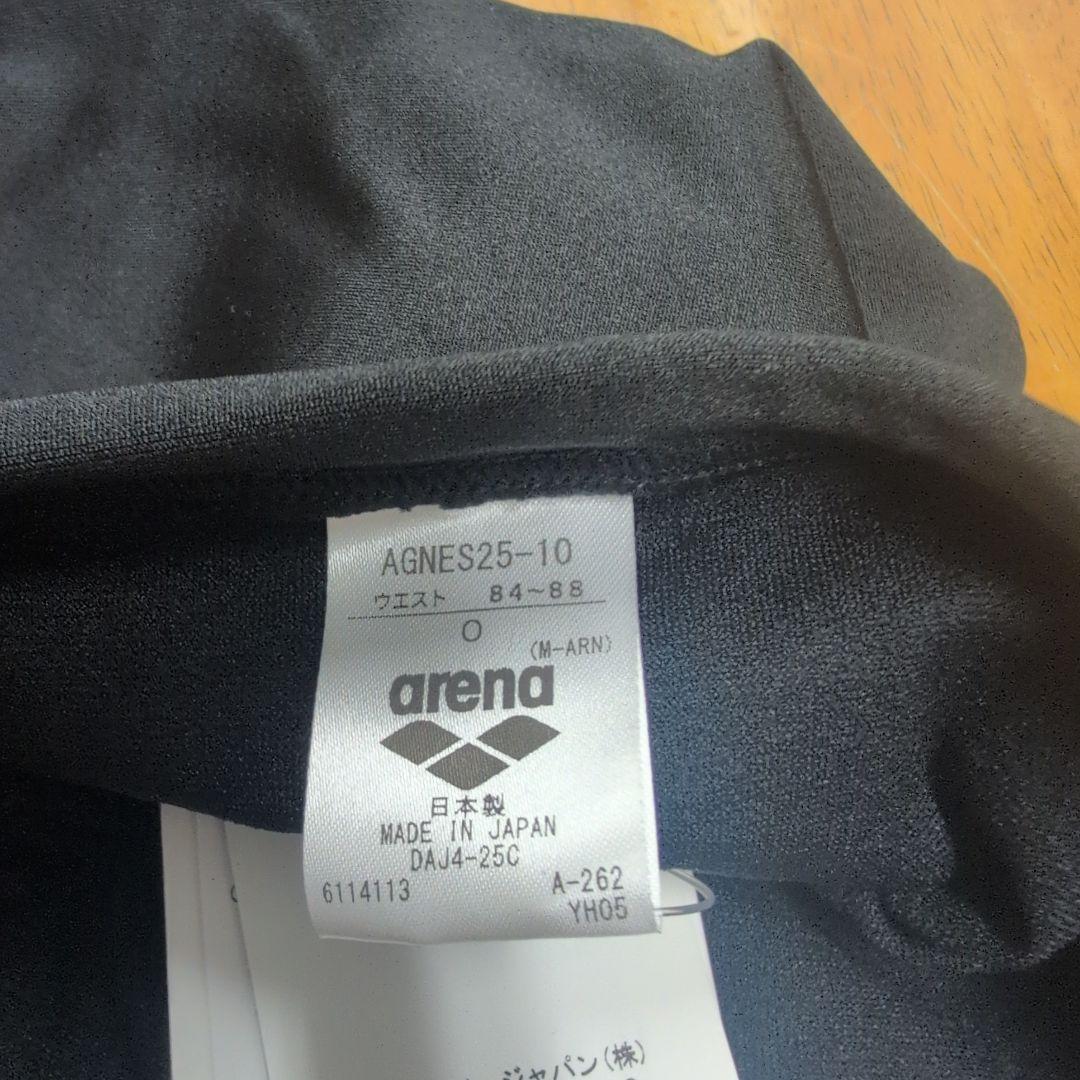 AGNES25-10
ウエスト 84~88
O
(M-ARN)
arena
日本製
MADE IN JAPAN
DAJ4-25C
6114113
A-262
YH05
ジャパン(株)